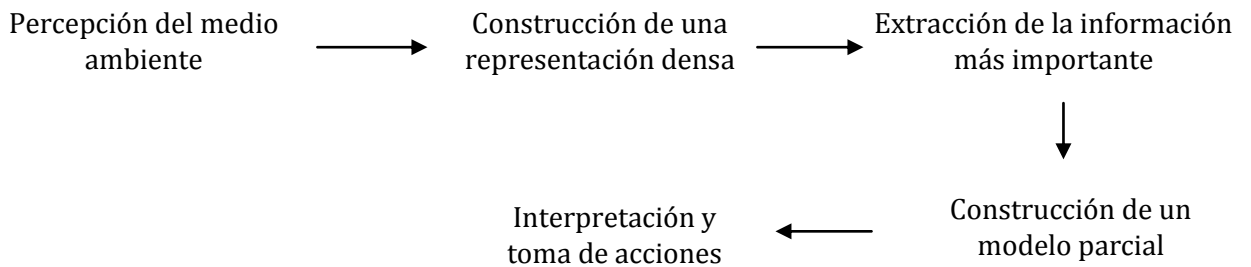 Percepción del medio
ambiente
Construcción de una
representación densa
Extracción de la información
más importante
Construcción de un
modelo parcial
Interpretación y
toma de acciones